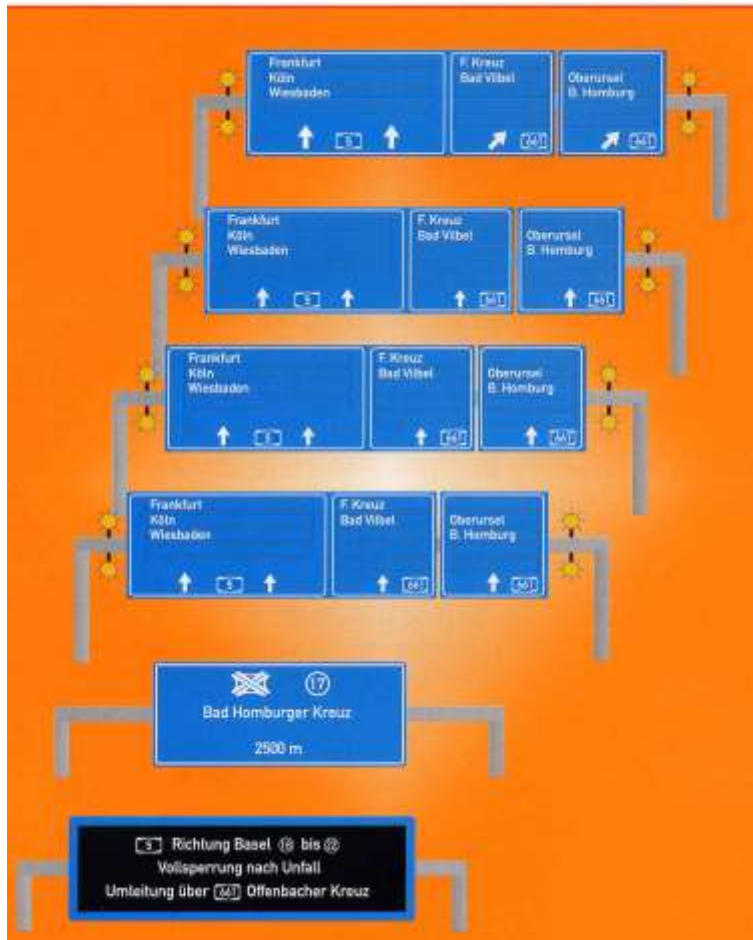 Frankfurt
Köln
Wiesbaden
5
F. Kreuz
Bad Vilbel
661
Oberursel
B. Homburg
661
Frankfurt
Köln
Wiesbaden
5
F. Kreuz
Bad Vilbel
661
Oberursel
B. Homburg
661
Frankfurt
Köln
Wiesbaden
5
F. Kreuz
Bad Vilbel
661
Oberursel
B. Homburg
661
Frankfurt
Köln
Wiesbaden
5
F. Kreuz
Bad Vilbel
661
Oberursel
B. Homburg
661
17
Bad Homburger Kreuz
2500 m
5 Richtung Basel 18 bis 22
Vollsperrung nach Unfall
Umleitung über 661 Offenbacher Kreuz